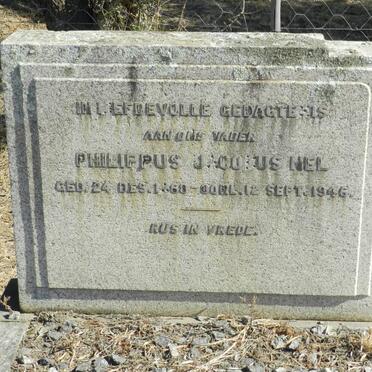 IN LIEFDEVOLLE GEDAGTENIS
AAN ONS VADER
PHILIPPUS JACOBUS NEL
GEB. 24 DES. - OORL. 12 SEPT. 1946.
RUS IN VREDE.